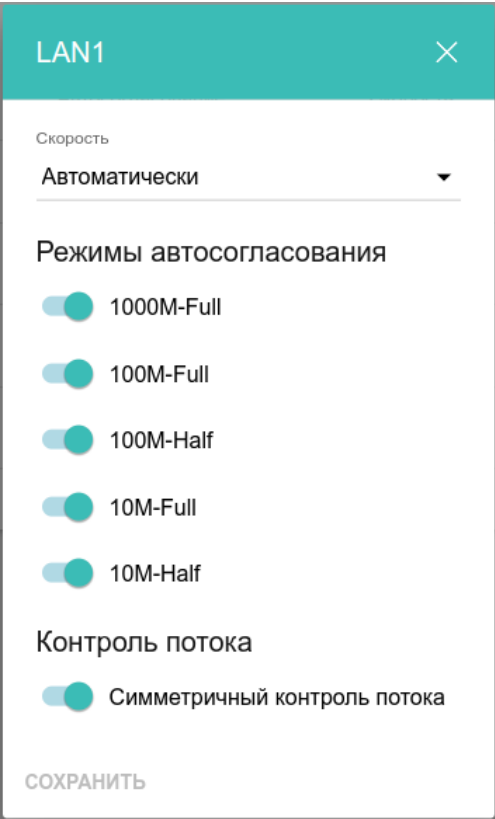 LAN1
Скорость
Автоматически
Режимы автосогласования
1000M-Full
100M-Full
100M-Half
10M-Full
10M-Half
Контроль потока
Симметричный контроль потока
СОХРАНИТЬ